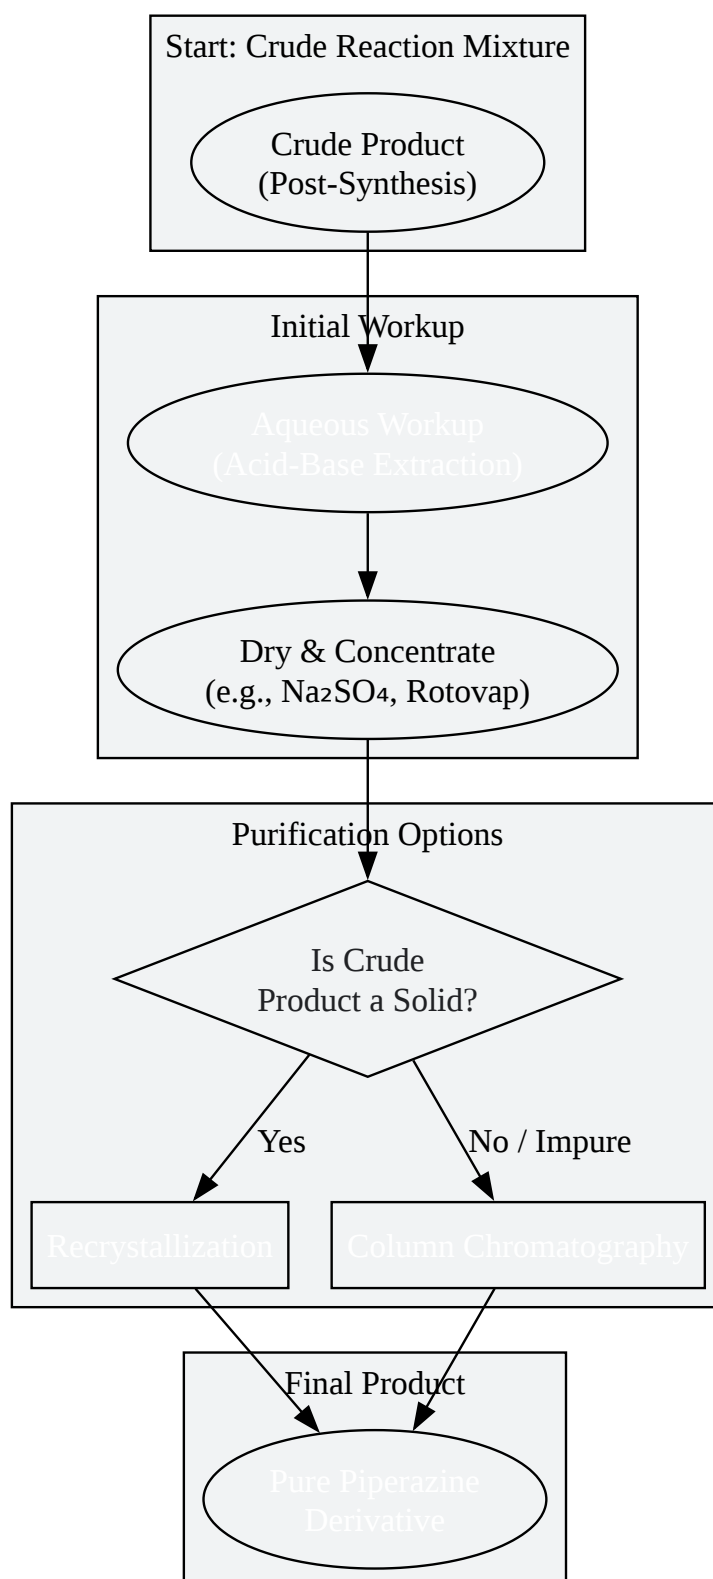 Start: Crude Reaction Mixture
Crude Product
(Post-Synthesis)
Initial Workup
Aqueous Workup
(Acid-Base Extraction)
Dry & Concentrate
(e.g., Na₂SO₄, Rotovap)
Purification Options
Is Crude
Product a Solid?
Yes
No / Impure
Recrystallization
Column Chromatography
Final Product
Pure Piperazine
Derivative